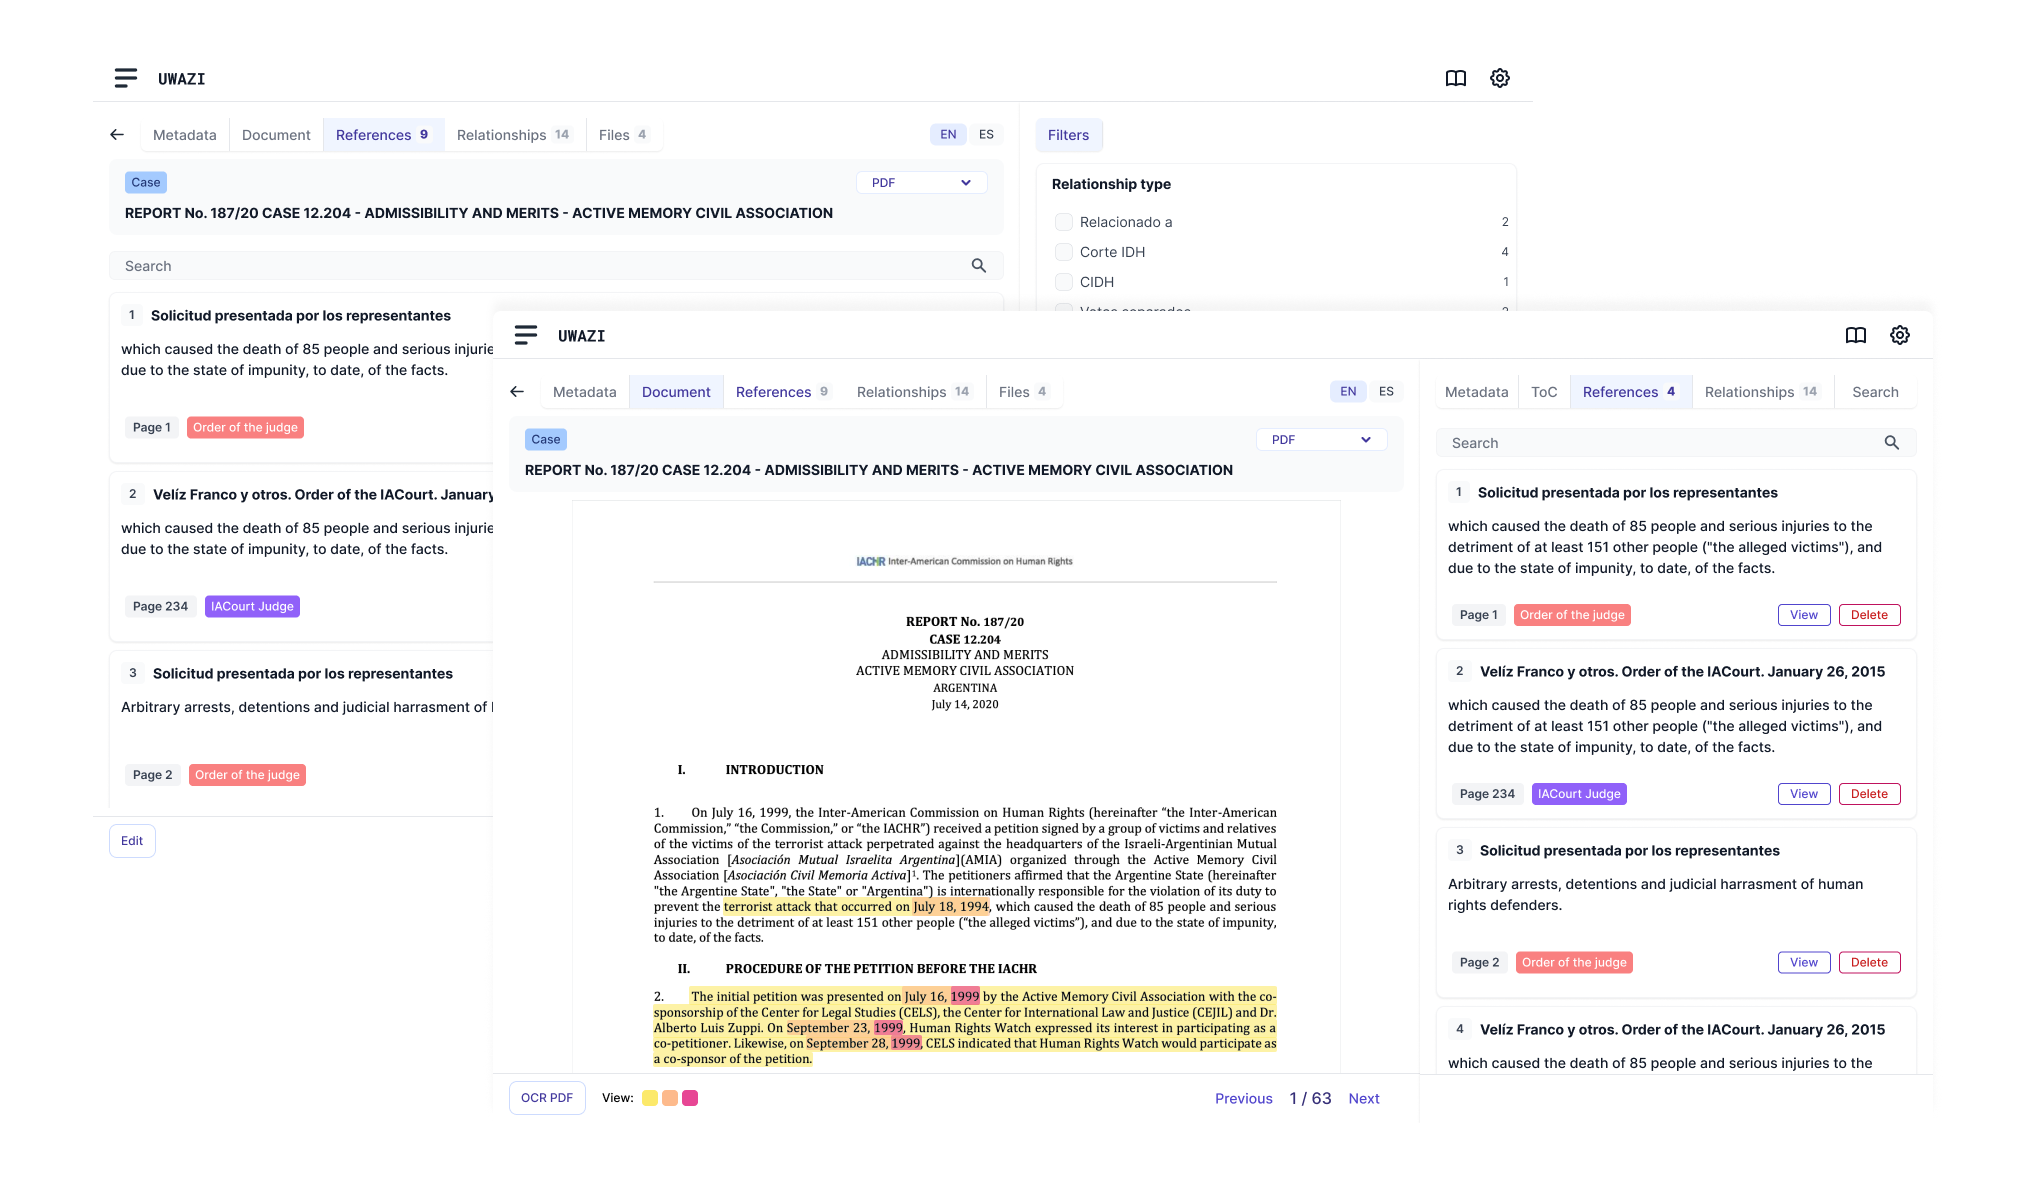 UWAZI
Metadata
Document
References 9
Relationships 14
Files 4
EN
ES
Case
PDF
REPORT No. 187/20 CASE 12.204 - ADMISSIBILITY AND MERITS - ACTIVE MEMORY CIVIL ASSOCIATION
Search
1 Solicitud presentada por los representantes
which caused the death of 85 people and serious injurie
due to the state of impunity, to date, of the facts.
Page 1
Order of the judge
2 Velíz Franco y otros. Order of the IACourt. January
which caused the death of 85 people and serious injurie
due to the state of impunity, to date, of the facts.
Page 234
IACourt Judge
3 Solicitud presentada por los representantes
Arbitrary arrests, detentions and judicial harrasment of
Page 2
Order of the judge
Edit
Filters
Relationship type
Relacionado a 2
Corte IDH 4
CIDH 1
UWAZI
Metadata
Document
References 9
Relationships 14
Files 4
EN
ES
Case
PDF
REPORT No. 187/20 CASE 12.204 - ADMISSIBILITY AND MERITS - ACTIVE MEMORY CIVIL ASSOCIATION
IACHR Inter-American Commission on Human Rights
REPORT No. 187/20
CASE 12.204
ADMISSIBILITY AND MERITS
ACTIVE MEMORY CIVIL ASSOCIATION
ARGENTINA
July 14, 2020
I. INTRODUCTION
1. On July 16, 1999, the Inter-American Commission on Human Rights (hereinafter “the Inter-American
Commission,” “the Commission,” or “the IACHR”) received a petition signed by a group of victims and relatives
of the victims of the terrorist attack perpetrated against the headquarters of the Israeli-Argentinian Mutual
Association [Asociación Mutual Israelita Argentina](AMIA) organized through the Active Memory Civil
Association [Asociación Civil Memoria Activa]¹. The petitioners affirmed that the Argentine State (hereinafter
"the Argentine State", "the State" or "Argentina") is internationally responsible for the violation of its duty to
prevent the terrorist attack that occurred on July 18, 1994, which caused the death of 85 people and serious
injuries to the detriment of at least 151 other people (“the alleged victims”), and due to the state of impunity,
to date, of the facts.
II. PROCEDURE OF THE PETITION BEFORE THE IACHR
2. The initial petition was presented on July 16, 1999 by the Active Memory Civil Association with the co-
sponsorship of the Center for Legal Studies (CELS), the Center for International Law and Justice (CEJIL) and Dr.
Alberto Luis Zuppi. On September 23, 1999, Human Rights Watch expressed its interest in participating as a
co-petitioner. Likewise, on September 28, 1999, CELS indicated that Human Rights Watch would participate as
a co-sponsor of the petition.
OCR PDF
View:
Previous
1 / 63
Next
Metadata
ToC
References 4
Relationships 14
Search
Search
1 Solicitud presentada por los representantes
which caused the death of 85 people and serious injuries to the
detriment of at least 151 other people ("the alleged victims"), and
due to the state of impunity, to date, of the facts.
Page 1
Order of the judge
View
Delete
2 Velíz Franco y otros. Order of the IACourt. January 26, 2015
which caused the death of 85 people and serious injuries to the
detriment of at least 151 other people ("the alleged victims"), and
due to the state of impunity, to date, of the facts.
Page 234
IACourt Judge
View
Delete
3 Solicitud presentada por los representantes
Arbitrary arrests, detentions and judicial harrasment of human
rights defenders.
Page 2
Order of the judge
View
Delete
4 Velíz Franco y otros. Order of the IACourt. January 26, 2015
which caused the death of 85 people and serious injuries to the